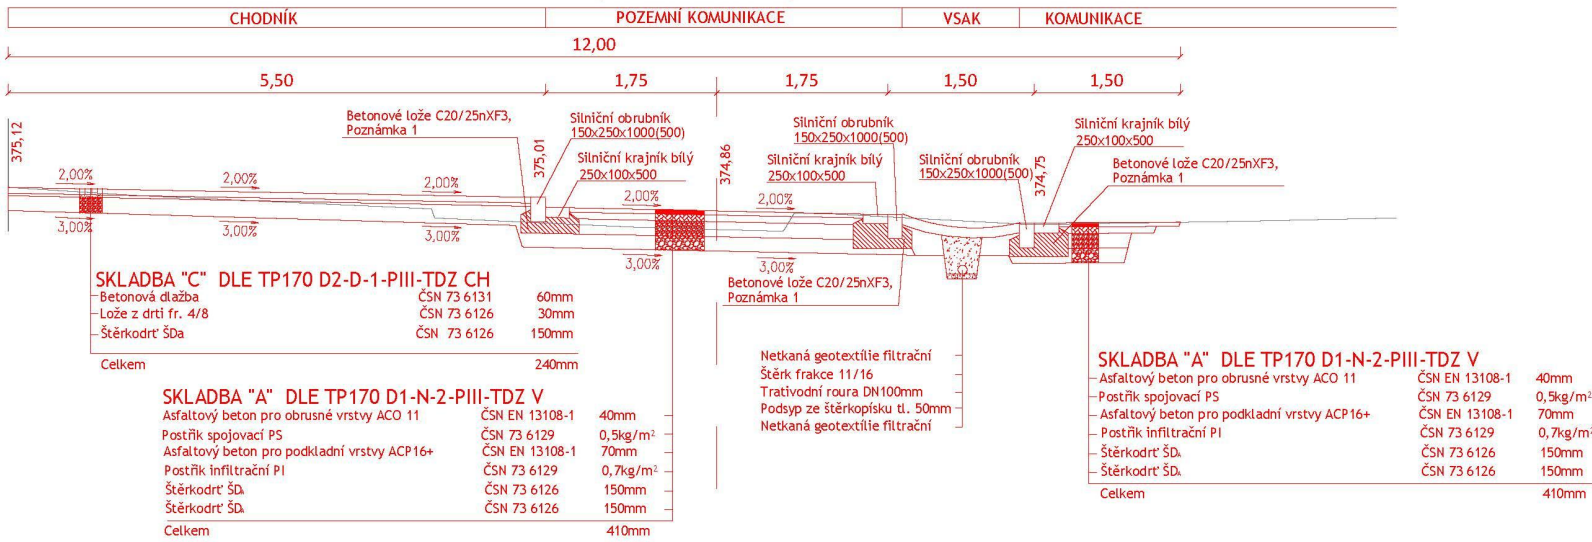 CHODNÍK POZEMNÍ KOMUNIKACE VSAK KOMUNIKACE
12,00
5,50 1,75 1,75 1,50 1,50
375,12
375,01
374,86
374,75
Betonové lože C20/25nXF3,
Poznámka 1
Silniční obrubník
150x250x1000(500)
Silniční krajník bílý
250x100x500
Silniční obrubník
150x250x1000(500)
Silniční krajník bílý
250x100x500
Silniční obrubník
150x250x1000(500)
Silniční krajník bílý
250x100x500
Betonové lože C20/25nXF3,
Poznámka 1
2,00% 2,00% 2,00% 2,00% 2,00%
3,00% 3,00% 3,00% 3,00% 3,00%
Betonové lože C20/25nXF3,
Poznámka 1
SKLADBA "C" DLE TP170 D2-D-1-PIII-TDZ CH
Betonová dlažba ČSN 73 6131 60mm
Lože z drti fr. 4/8 ČSN 73 6126 30mm
Štěrkodrť ŠDa ČSN 73 6126 150mm
Celkem 240mm
SKLADBA "A" DLE TP170 D1-N-2-PIII-TDZ V
Asfaltový beton pro obrusné vrstvy ACO 11 ČSN EN 13108-1 40mm
Postřik spojovací PS ČSN 73 6129 0,5kg/m²
Asfaltový beton pro podkladní vrstvy ACP16+ ČSN EN 13108-1 70mm
Postřik infiltrační PI ČSN 73 6129 0,7kg/m²
Štěrkodrť ŠDA ČSN 73 6126 150mm
Štěrkodrť ŠDA ČSN 73 6126 150mm
Celkem 410mm
Netkaná geotextílie filtrační
Štěrk frakce 11/16
Trativodní roura DN100mm
Podsyp ze štěrkopísku tl. 50mm
Netkaná geotextílie filtrační
SKLADBA "A" DLE TP170 D1-N-2-PIII-TDZ V
Asfaltový beton pro obrusné vrstvy ACO 11 ČSN EN 13108-1 40mm
Postřik spojovací PS ČSN 73 6129 0,5kg/m²
Asfaltový beton pro podkladní vrstvy ACP16+ ČSN EN 13108-1 70mm
Postřik infiltrační PI ČSN 73 6129 0,7kg/m²
Štěrkodrť ŠDA ČSN 73 6126 150mm
Štěrkodrť ŠDA ČSN 73 6126 150mm
Celkem 410mm